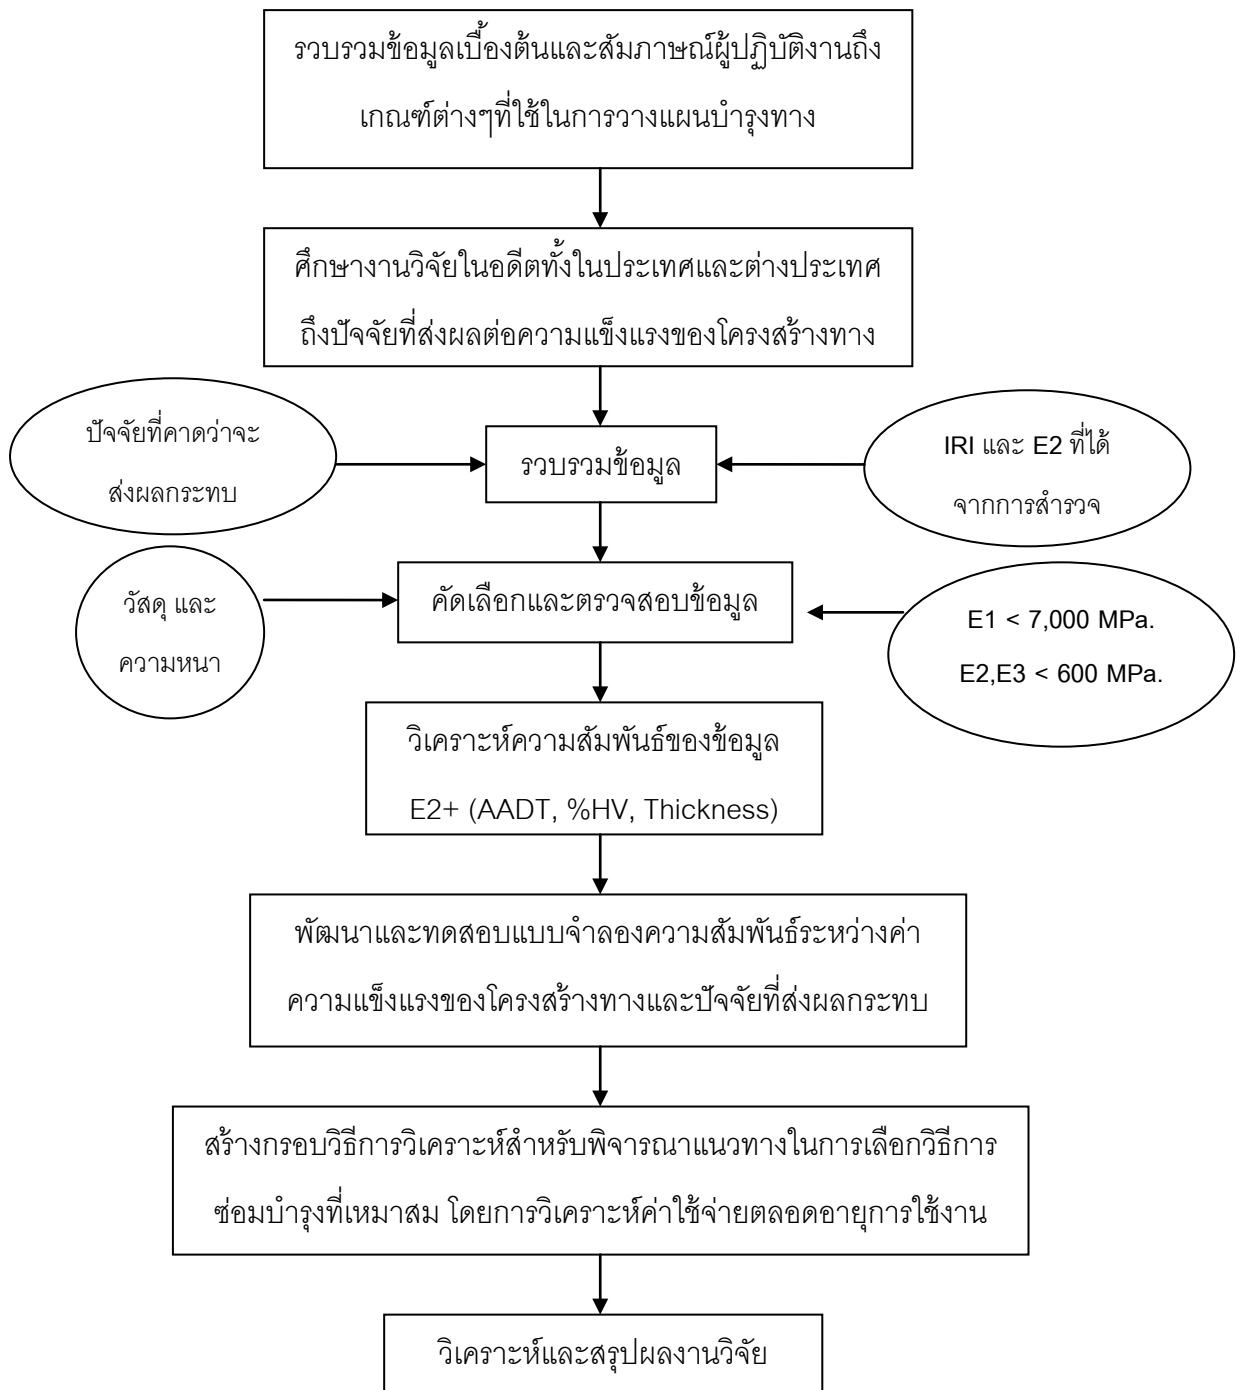 รวบรวมข้อมูลเบื้องต้นและสัมภาษณ์ผู้ปฏิบัติงานถึง
เกณฑ์ต่างๆที่ใช้ในการวางแผนบำรุงทาง
ศึกษางานวิจัยในอดีตทั้งในประเทศและต่างประเทศ
ถึงปัจจัยที่ส่งผลต่อความแข็งแรงของโครงสร้างทาง
ปัจจัยที่คาดว่าจะ
ส่งผลกระทบ
รวบรวมข้อมูล
IRI และ E2 ที่ได้
จากการสำรวจ
วัสดุ และ
ความหนา
คัดเลือกและตรวจสอบข้อมูล
E1 < 7,000 MPa.
E2,E3 < 600 MPa.
วิเคราะห์ความสัมพันธ์ของข้อมูล
E2+ (AADT, %HV, Thickness)
พัฒนาและทดสอบแบบจำลองความสัมพันธ์ระหว่างค่า
ความแข็งแรงของโครงสร้างทางและปัจจัยที่ส่งผลกระทบ
สร้างกรอบวิธีการวิเคราะห์สำหรับพิจารณาแนวทางในการเลือกวิธีการ
ซ่อมบำรุงที่เหมาสม โดยการวิเคราะห์ค่าใช้จ่ายตลอดอายุการใช้งาน
วิเคราะห์และสรุปผลงานวิจัย